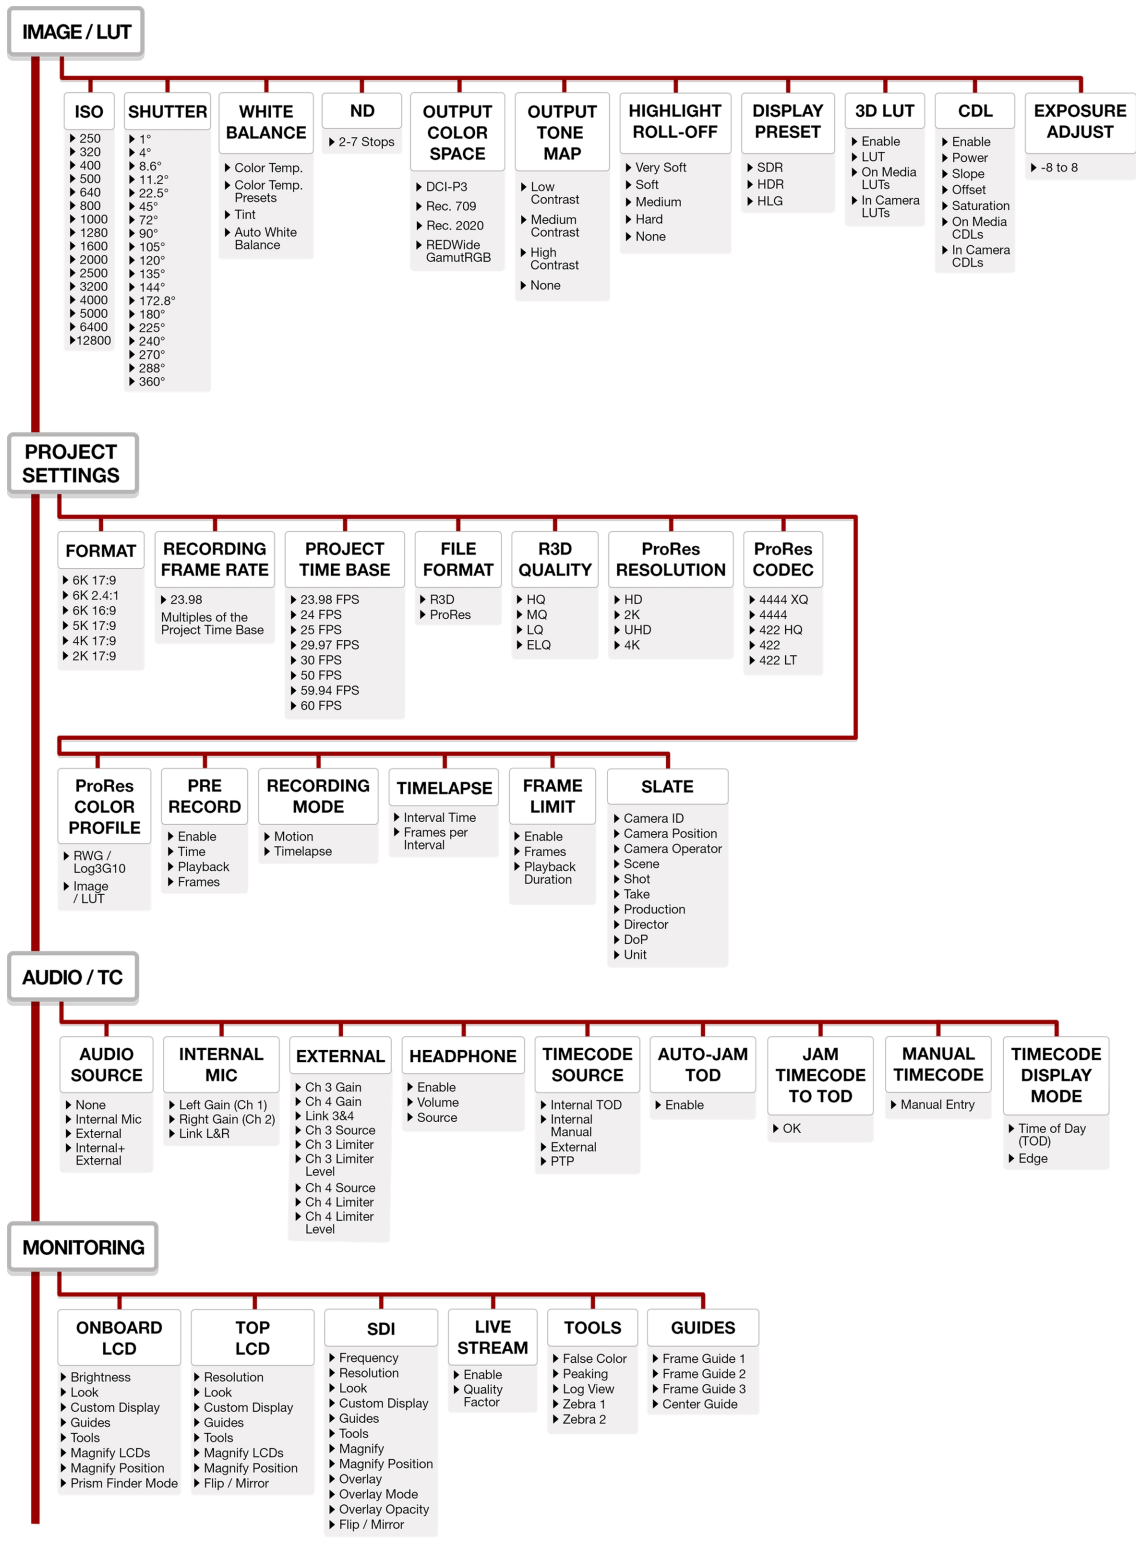 IMAGE / LUT
ISO
250
320
400
500
640
800
1000
1280
1600
2000
2500
3200
4000
5000
6400
12800
SHUTTER
1°
4°
8.6°
11.2°
22.5°
45°
72°
90°
105°
120°
135°
144°
172.8°
180°
225°
240°
270°
288°
360°
WHITE
BALANCE
Color Temp.
Color Temp.
Presets
Tint
Auto White
Balance
ND
2-7 Stops
OUTPUT
COLOR
SPACE
DCI-P3
Rec. 709
Rec. 2020
REDWide
GamutRGB
OUTPUT
TONE
MAP
Low
Contrast
Medium
Contrast
High
Contrast
None
HIGHLIGHT
ROLL-OFF
Very Soft
Soft
Medium
Hard
None
DISPLAY
PRESET
SDR
HDR
HLG
3D LUT
Enable
LUT
On Media
LUTs
In Camera
LUTs
CDL
Enable
Power
Slope
Offset
Saturation
On Media
CDLs
In Camera
CDLs
EXPOSURE
ADJUST
-8 to 8
PROJECT
SETTINGS
FORMAT
6K 17:9
6K 2.4:1
6K 16:9
5K 17:9
4K 17:9
2K 17:9
RECORDING
FRAME RATE
23.98
Multiples of the
Project Time Base
PROJECT
TIME BASE
23.98 FPS
24 FPS
25 FPS
29.97 FPS
30 FPS
50 FPS
59.94 FPS
60 FPS
FILE
FORMAT
R3D
ProRes
R3D
QUALITY
HQ
MQ
LQ
ELQ
ProRes
RESOLUTION
HD
2K
UHD
4K
ProRes
CODEC
4444 XQ
4444
422 HQ
422
422 LT
ProRes
COLOR
PROFILE
RWG /
Log3G10
Image
/ LUT
PRE
RECORD
Enable
Time
Playback
Frames
RECORDING
MODE
Motion
Timelapse
TIMELAPSE
Interval Time
Frames per
Interval
FRAME
LIMIT
Enable
Frames
Playback
Duration
SLATE
Camera ID
Camera Position
Camera Operator
Scene
Shot
Take
Production
Director
DoP
Unit
AUDIO / TC
AUDIO
SOURCE
None
Internal Mic
External
Internal+
External
INTERNAL
MIC
Left Gain (Ch 1)
Right Gain (Ch 2)
Link L&R
EXTERNAL
Ch 3 Gain
Ch 4 Gain
Link 3&4
Ch 3 Source
Ch 3 Limiter
Ch 3 Limiter
Level
Ch 4 Source
Ch 4 Limiter
Ch 4 Limiter
Level
HEADPHONE
Enable
Volume
Source
TIMECODE
SOURCE
Internal TOD
Internal
Manual
External
PTP
AUTO-JAM
TOD
Enable
JAM
TIMECODE
TO TOD
OK
MANUAL
TIMECODE
Manual Entry
TIMECODE
DISPLAY
MODE
Time of Day
(TOD)
Edge
MONITORING
ONBOARD
LCD
Brightness
Look
Custom Display
Guides
Tools
Magnify LCDs
Magnify Position
Prism Finder Mode
TOP
LCD
Resolution
Look
Custom Display
Guides
Tools
Magnify LCDs
Magnify Position
Flip / Mirror
SDI
Frequency
Resolution
Look
Custom Display
Guides
Tools
Magnify
Magnify Position
Overlay
Overlay Mode
Overlay Opacity
Flip / Mirror
LIVE
STREAM
Enable
Quality
Factor
TOOLS
False Color
Peaking
Log View
Zebra 1
Zebra 2
GUIDES
Frame Guide 1
Frame Guide 2
Frame Guide 3
Center Guide